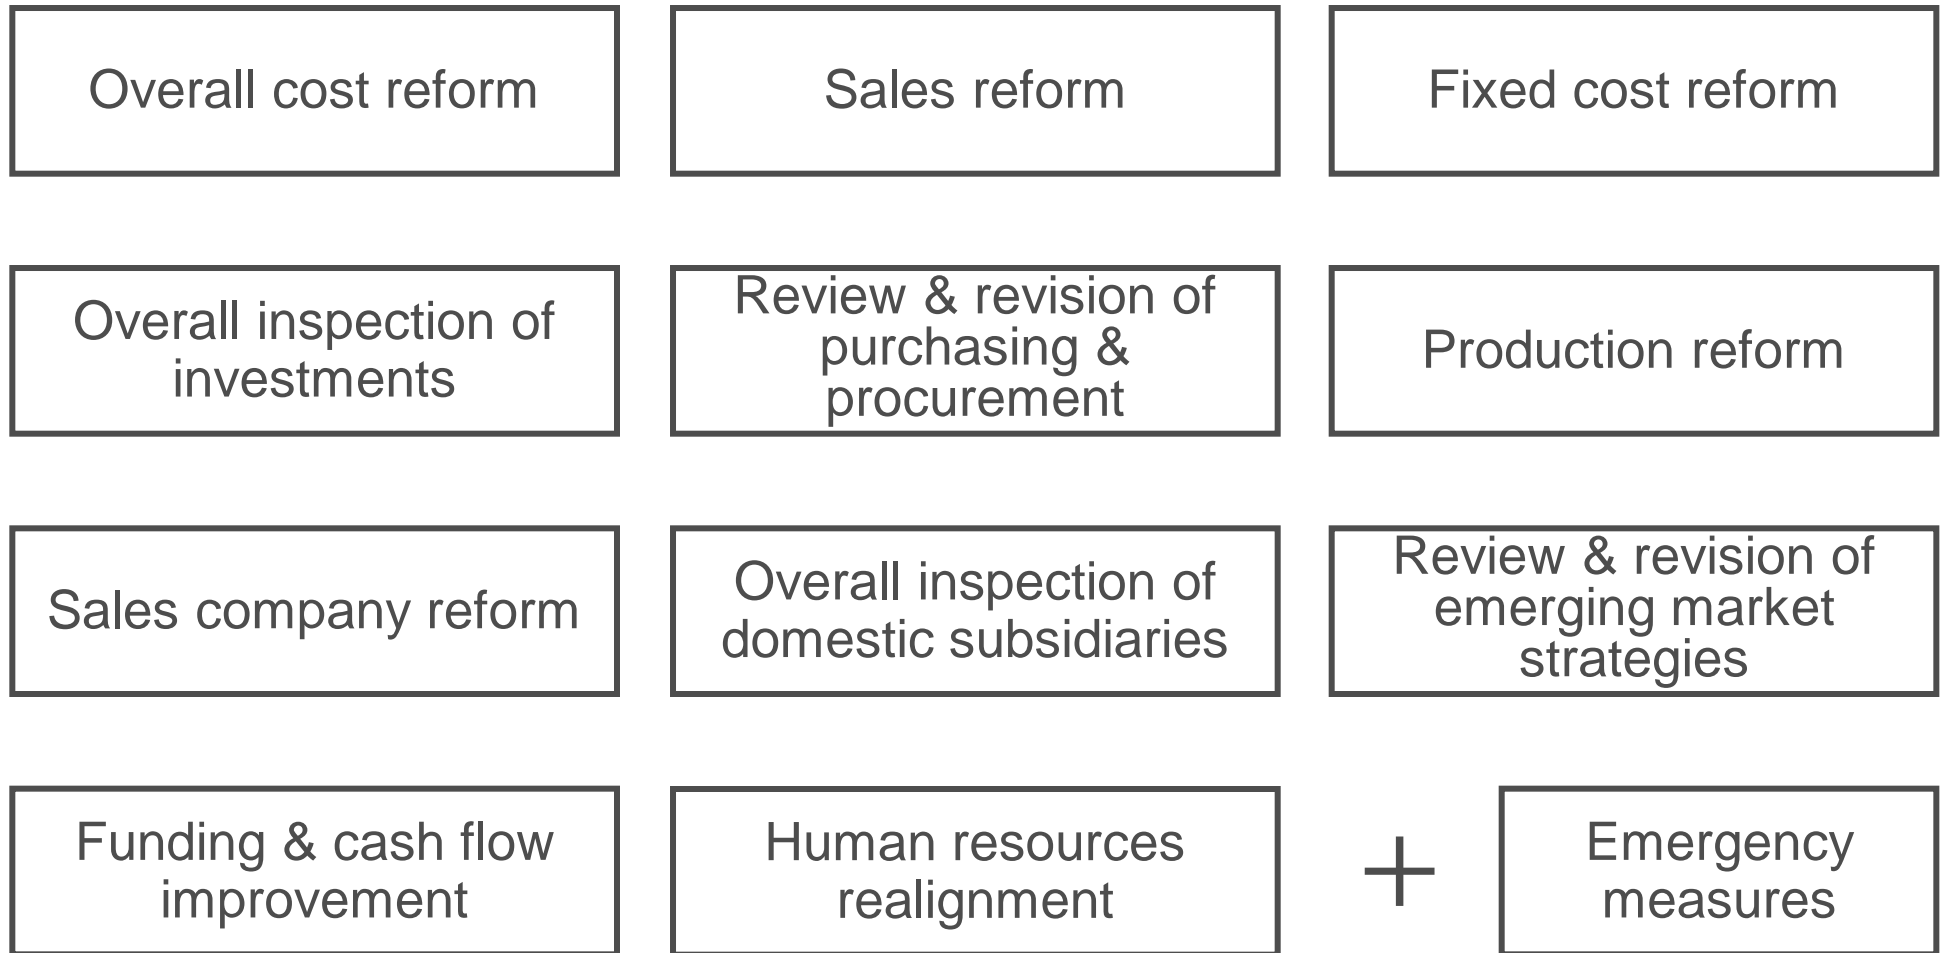 Overall cost reform
Sales reform
Fixed cost reform
Overall inspection of
investments
Review & revision of
purchasing &
procurement
Production reform
Sales company reform
Overall inspection of
domestic subsidiaries
Review & revision of
emerging market
strategies
Funding & cash flow
improvement
Human resources
realignment
+
Emergency
measures